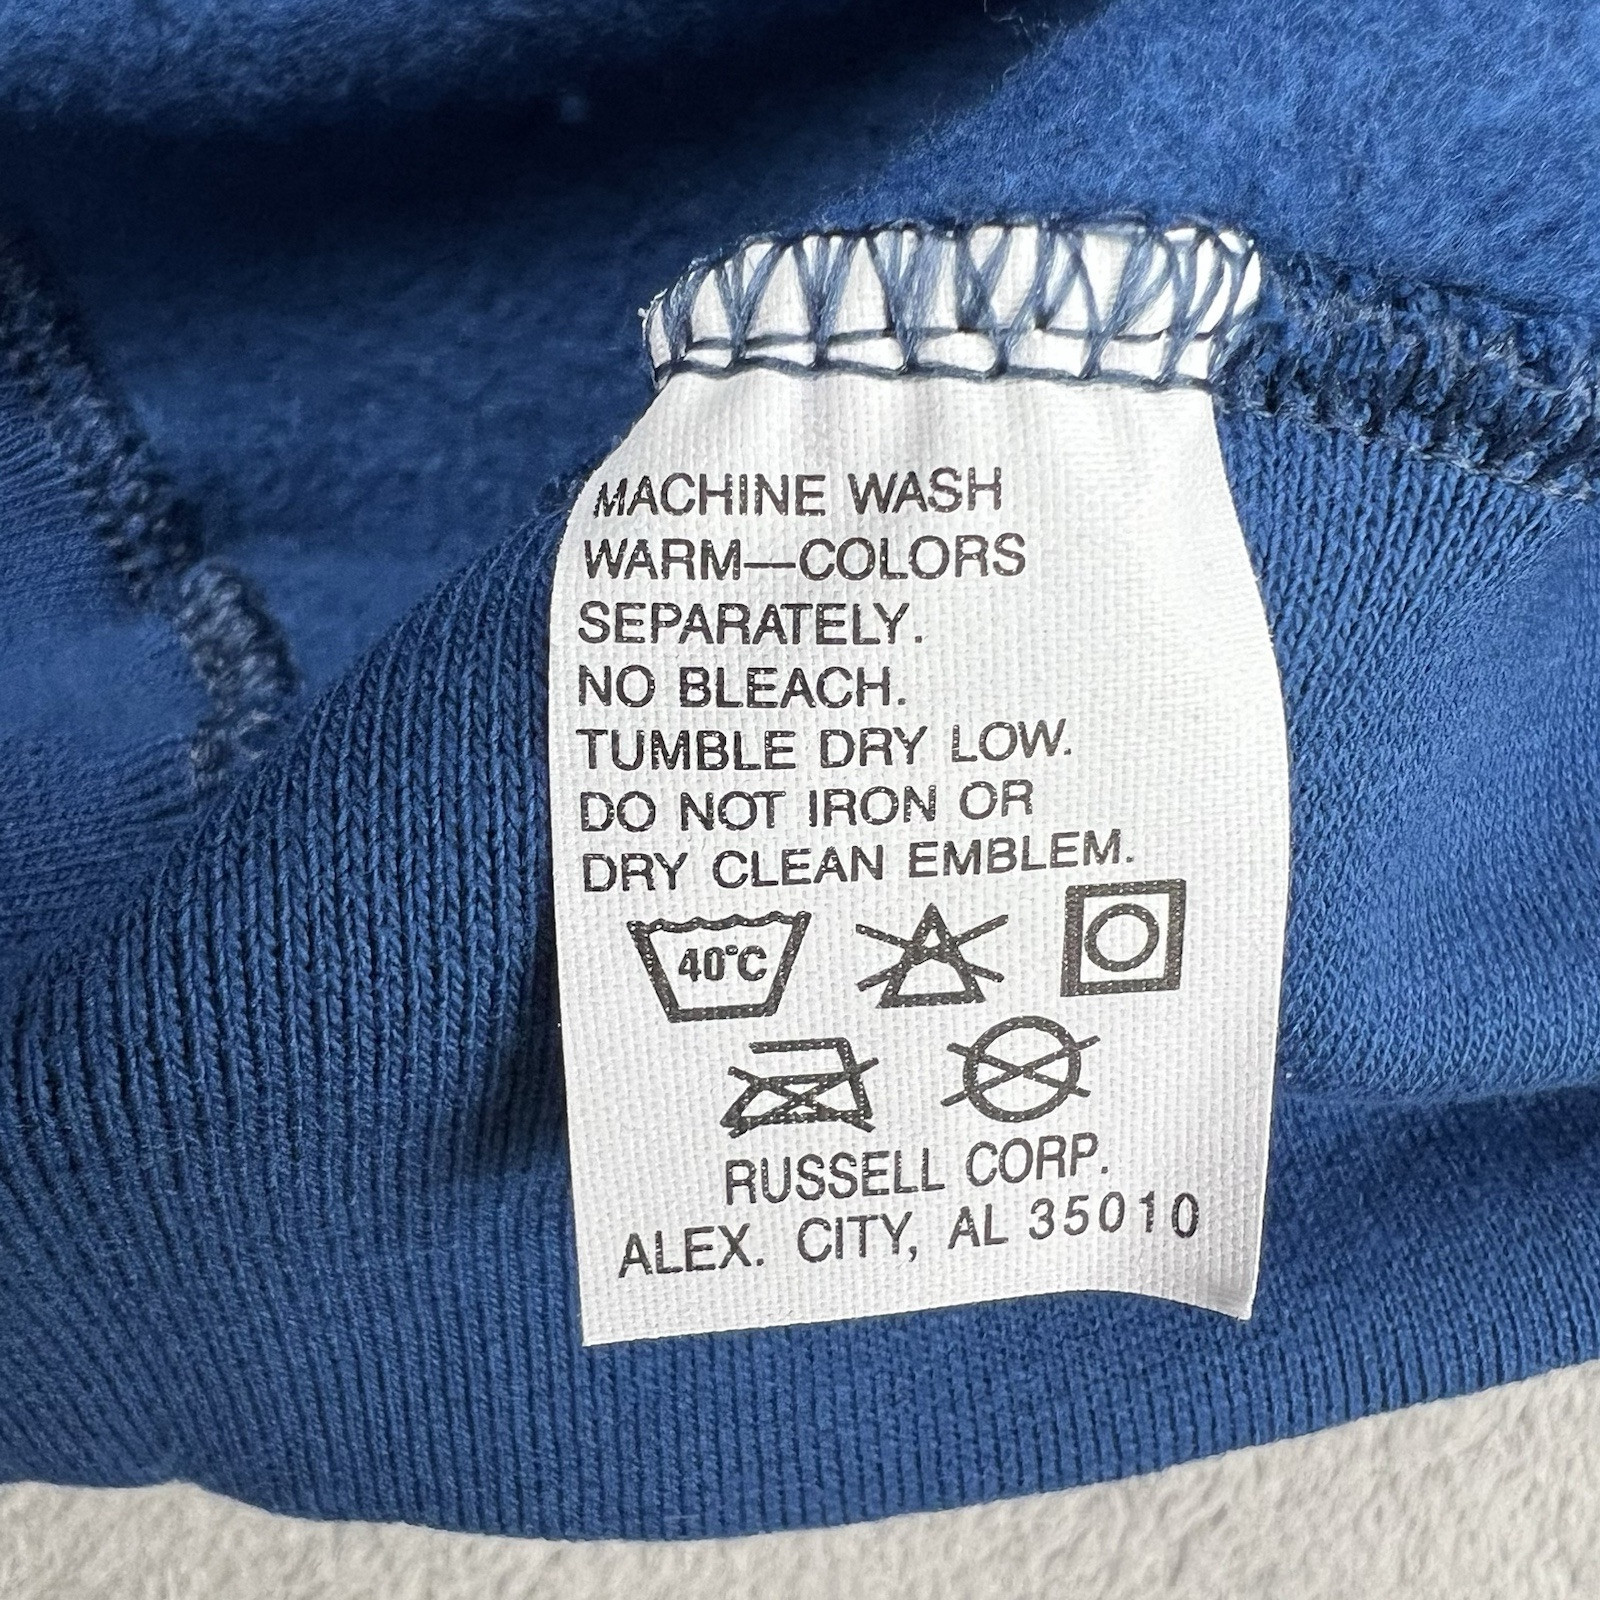 MACHINE WASH
WARM—COLORS
SEPARATELY.
NO BLEACH.
TUMBLE DRY LOW.
DO NOT IRON OR
DRY CLEAN EMBLEM.
40°C
RUSSELL CORP.
ALEX. CITY, AL 35010